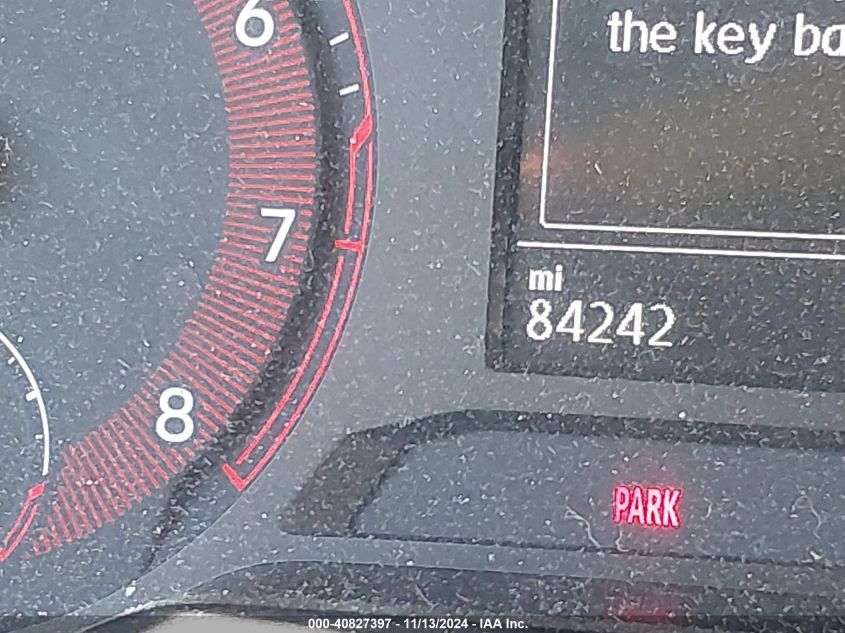 6
the key ba
7
mi
84242
8
PARK
000-40827397 - 11/13/2024 - IAA Inc.